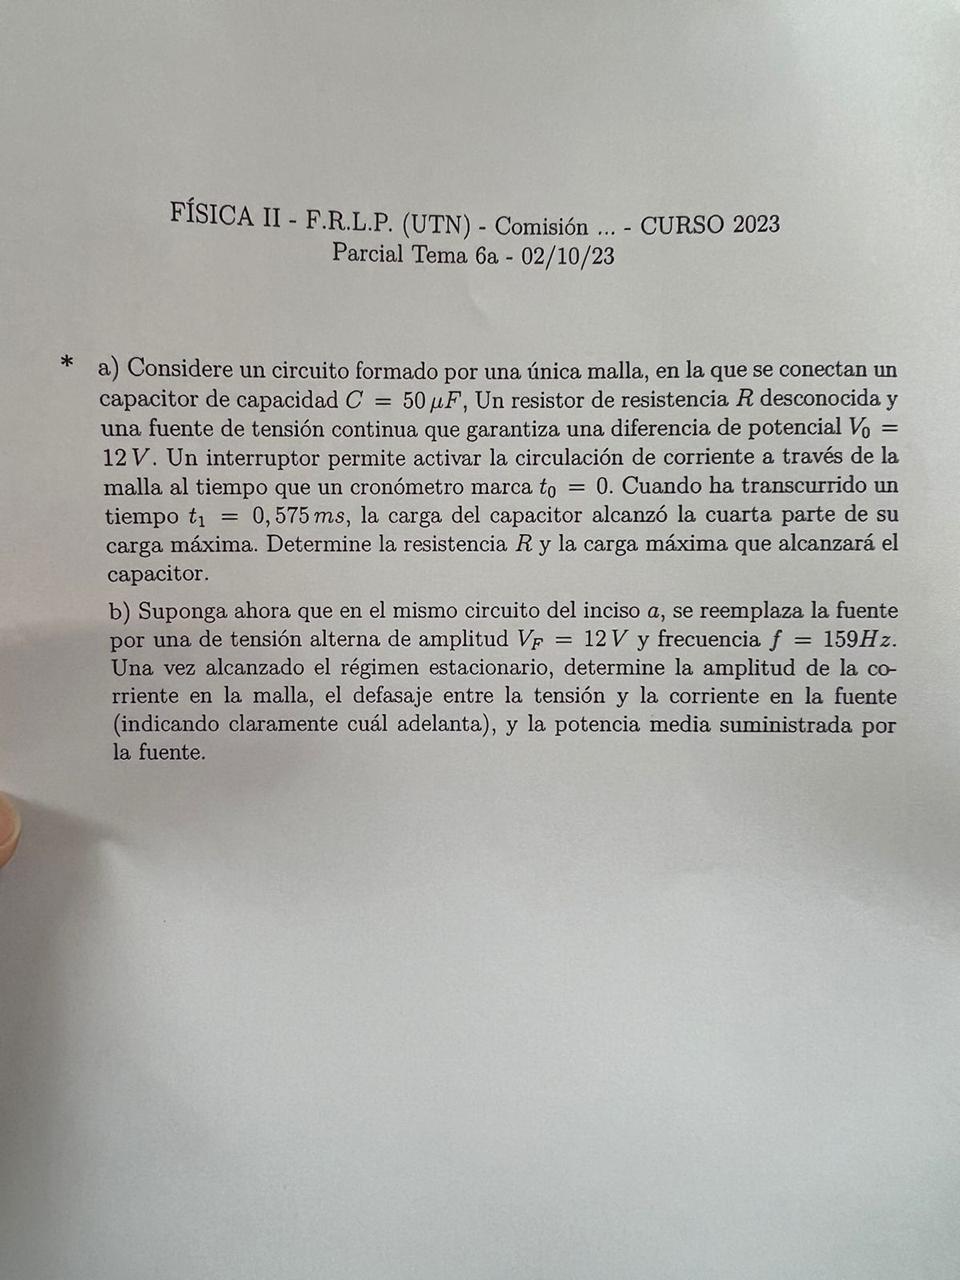 FÍSICA II - F.R.L.P. (UTN) - Comisión ... - CURSO 2023
Parcial Tema 6a - 02/10/23
* a) Considere un circuito formado por una única malla, en la que se conectan un
capacitor de capacidad C = 50 μF, Un resistor de resistencia R desconocida y
una fuente de tensión continua que garantiza una diferencia de potencial V₀ =
12 V. Un interruptor permite activar la circulación de corriente a través de la
malla al tiempo que un cronómetro marca t₀ = 0. Cuando ha transcurrido un
tiempo t₁ = 0,575 ms, la carga del capacitor alcanzó la cuarta parte de su
carga máxima. Determine la resistencia R y la carga máxima que alcanzará el
capacitor.
b) Suponga ahora que en el mismo circuito del inciso a, se reemplaza la fuente
por una de tensión alterna de amplitud V_F = 12 V y frecuencia f = 159Hz.
Una vez alcanzado el régimen estacionario, determine la amplitud de la co-
rriente en la malla, el defasaje entre la tensión y la corriente en la fuente
(indicando claramente cuál adelanta), y la potencia media suministrada por
la fuente.